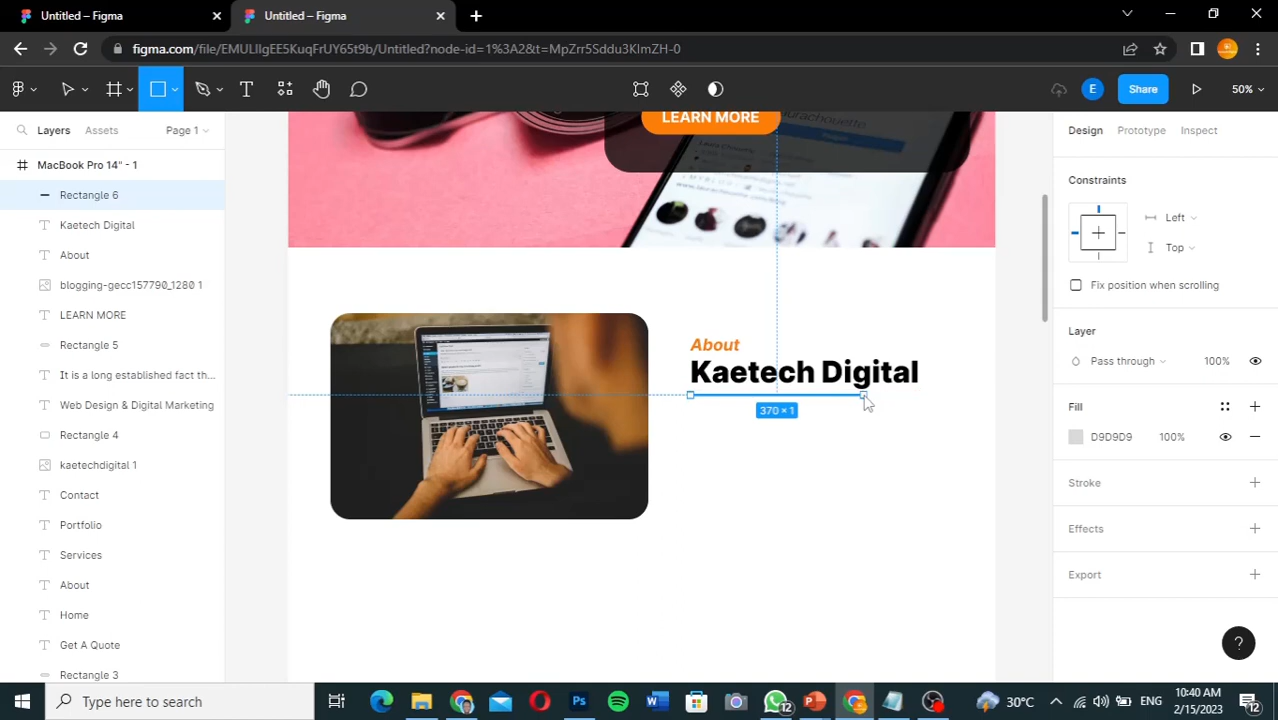 Untitled – Figma
Untitled – Figma
figma.com/file/EMULIlgEE5KuqFrUY65t9b/Untitled?node-id=1%3A2&t=MpZrr5Sddu3KlmZH-0
E
Share
50%
Layers
Assets
Page 1
MacBook Pro 14" - 1
Rectangle 6
Kaetech Digital
About
blogging-gecc157790_1280 1
LEARN MORE
Rectangle 5
It is a long established fact th...
Web Design & Digital Marketing
Rectangle 4
kaetechdigital 1
Contact
Portfolio
Services
About
Home
Get A Quote
Rectangle 3
LEARN MORE
About
Kaetech Digital
370 × 1
Design
Prototype
Inspect
Constraints
Left
Top
Fix position when scrolling
Layer
Pass through
100%
Fill
D9D9D9
100%
Stroke
Effects
Export
?
Type here to search
12
30°C
ENG
10:40 AM
2/15/2023
12